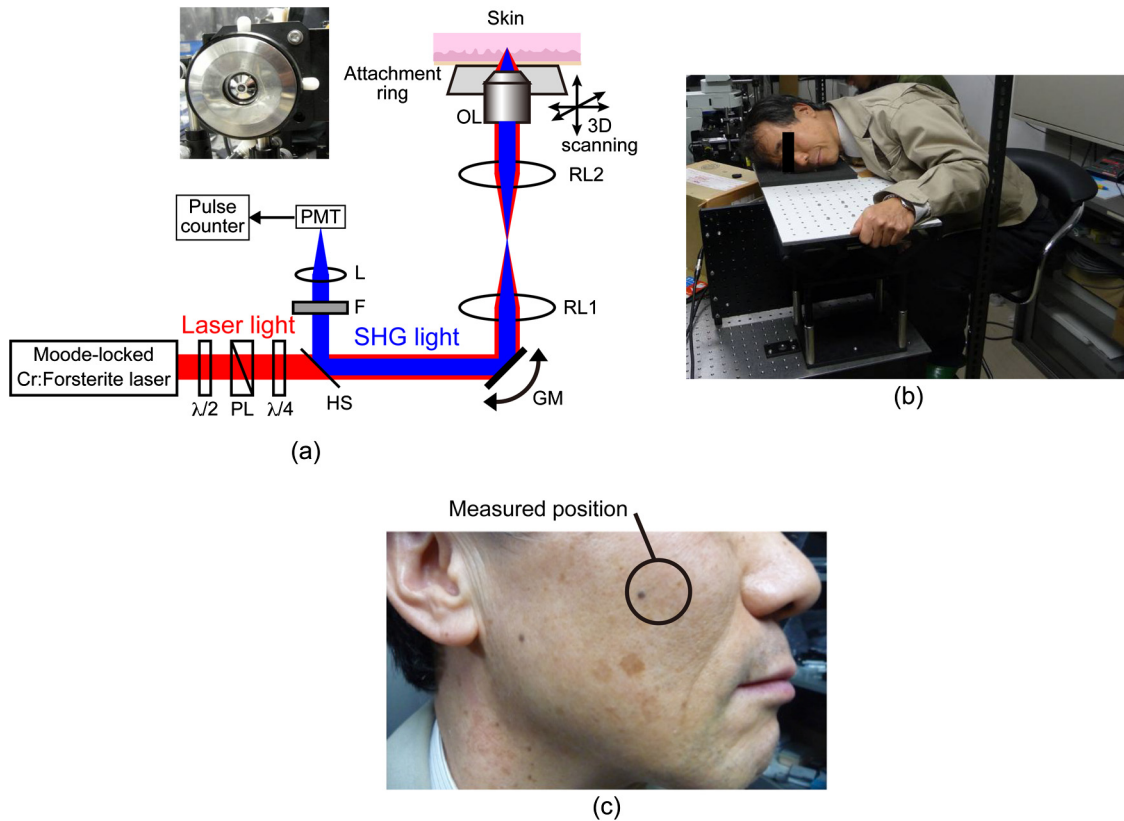 Skin
Attachment
ring
OL
3D
scanning
RL2
Pulse
counter
PMT
L
F
RL1
Laser light
SHG light
Moode-locked
Cr:Forsterite laser
λ/2
PL
λ/4
HS
GM
(a)
(b)
Measured position
(c)